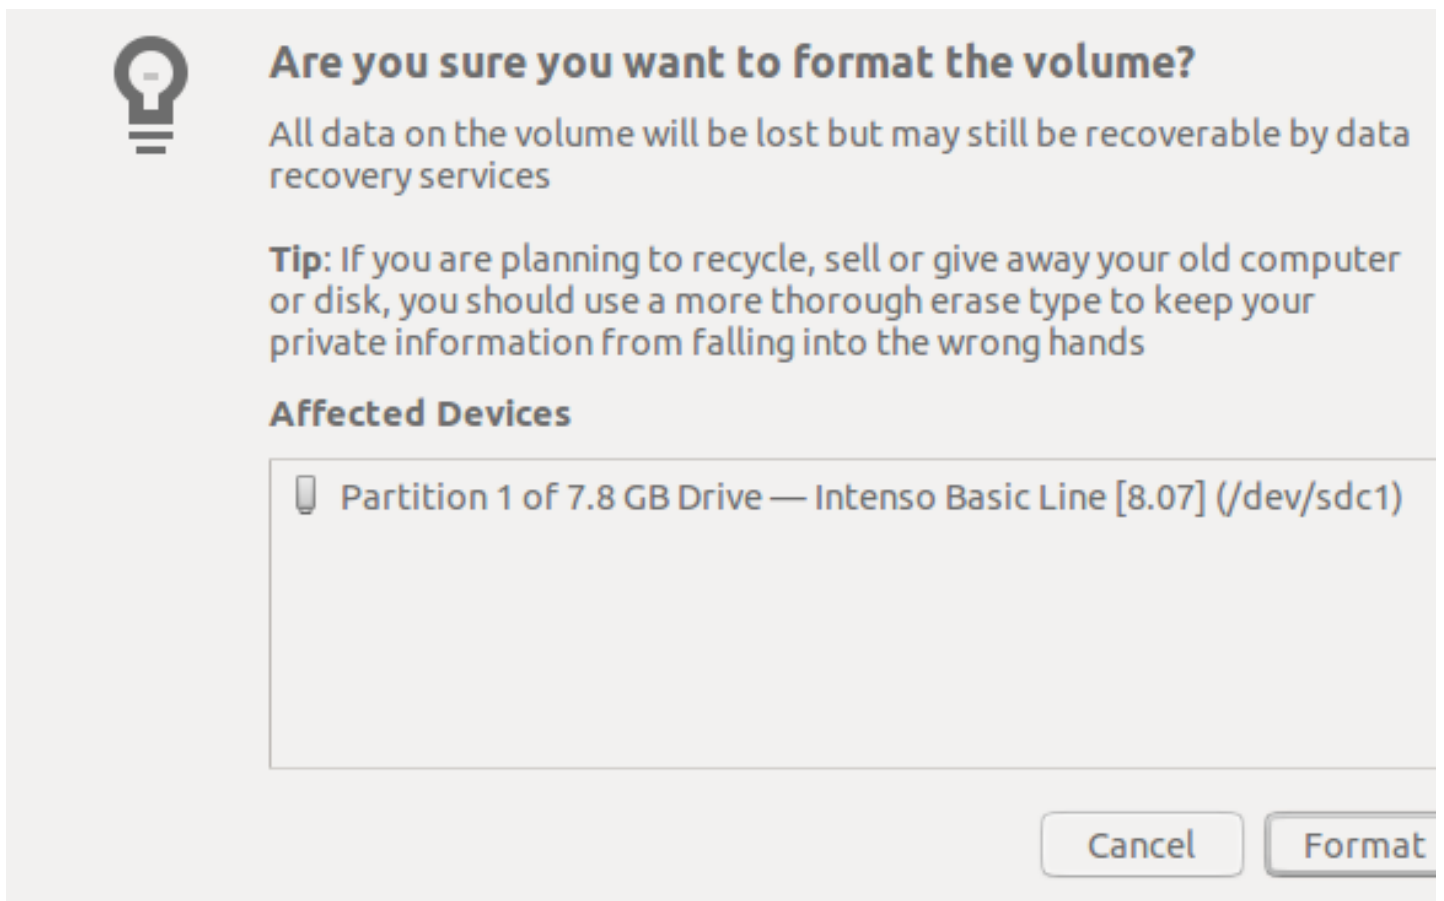 Are you sure you want to format the volume?
All data on the volume will be lost but may still be recoverable by data
recovery services
Tip: If you are planning to recycle, sell or give away your old computer
or disk, you should use a more thorough erase type to keep your
private information from falling into the wrong hands
Affected Devices
Partition 1 of 7.8 GB Drive — Intenso Basic Line [8.07] (/dev/sdc1)
Cancel
Format